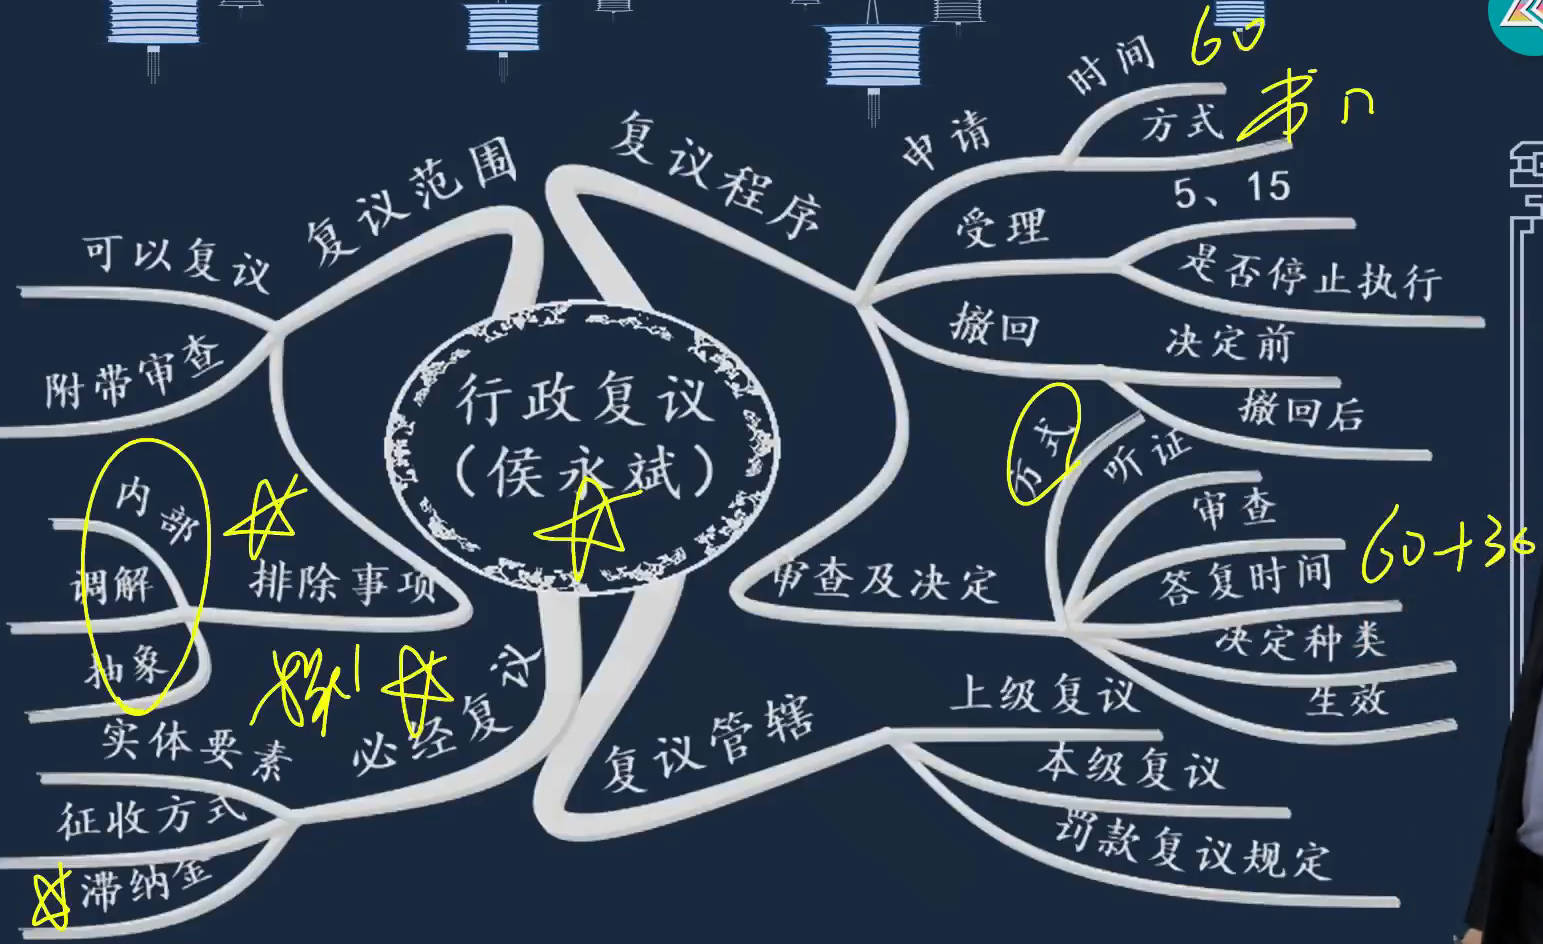 行政复议
（侯永斌）
复议范围
可以复议
附带审查
排除事项
内部
调解
抽象
必经复议
实体要素
征收方式
滞纳金
复议程序
申请
时间 60
方式 书
受理
5、15
是否停止执行
撤回
决定前
撤回后
审查及决定
方式
听证
审查
答复时间 60+30
决定种类
生效
复议管辖
上级复议
本级复议
罚款复议规定